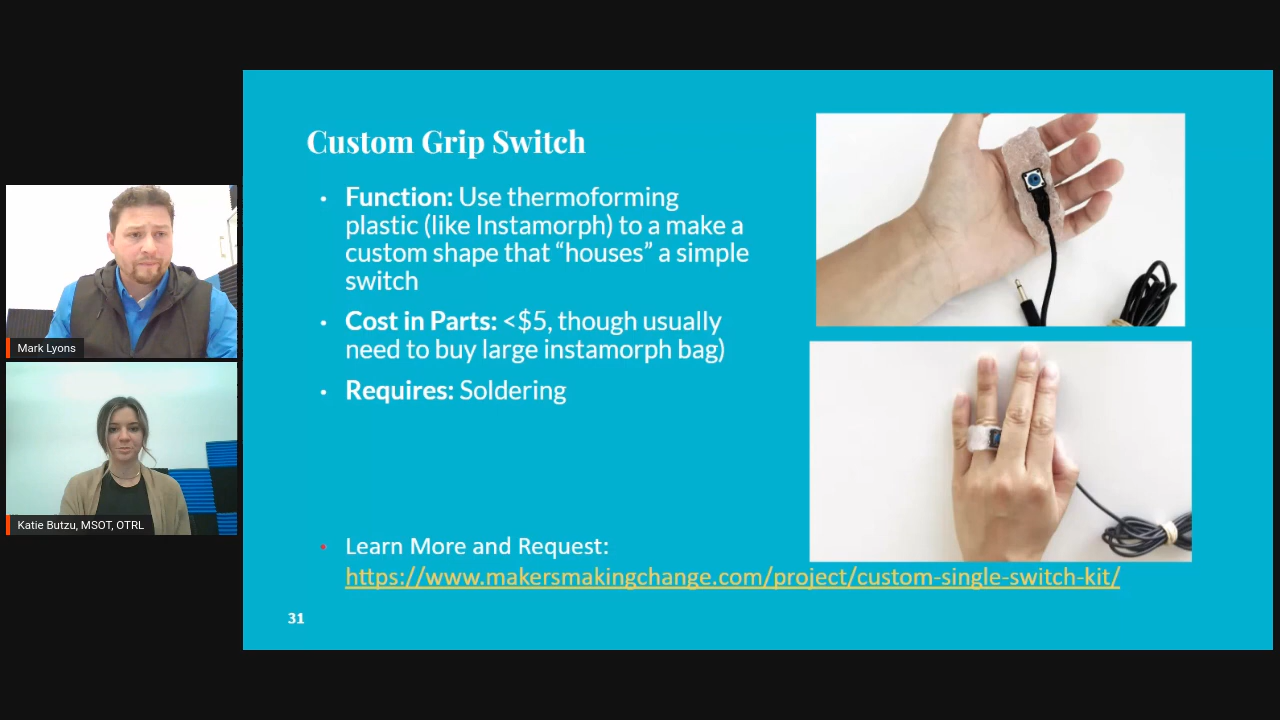 Custom Grip Switch
• Function: Use thermoforming
plastic (like Instamorph) to a make a
custom shape that “houses” a simple
switch
• Cost in Parts: <$5, though usually
need to buy large instamorph bag)
• Requires: Soldering
• Learn More and Request:
https://www.makersmakingchange.com/project/custom-single-switch-kit/
31
Mark Lyons
Katie Butzu, MSOT, OTRL